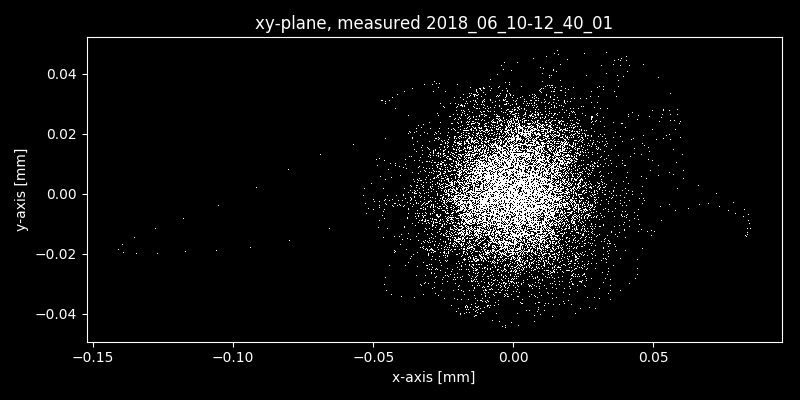 xy-plane, measured 2018_06_10-12_40_01
0.04
0.02
0.00
−0.02
−0.04
y-axis [mm]
−0.15 −0.10 −0.05 0.00 0.05
x-axis [mm]